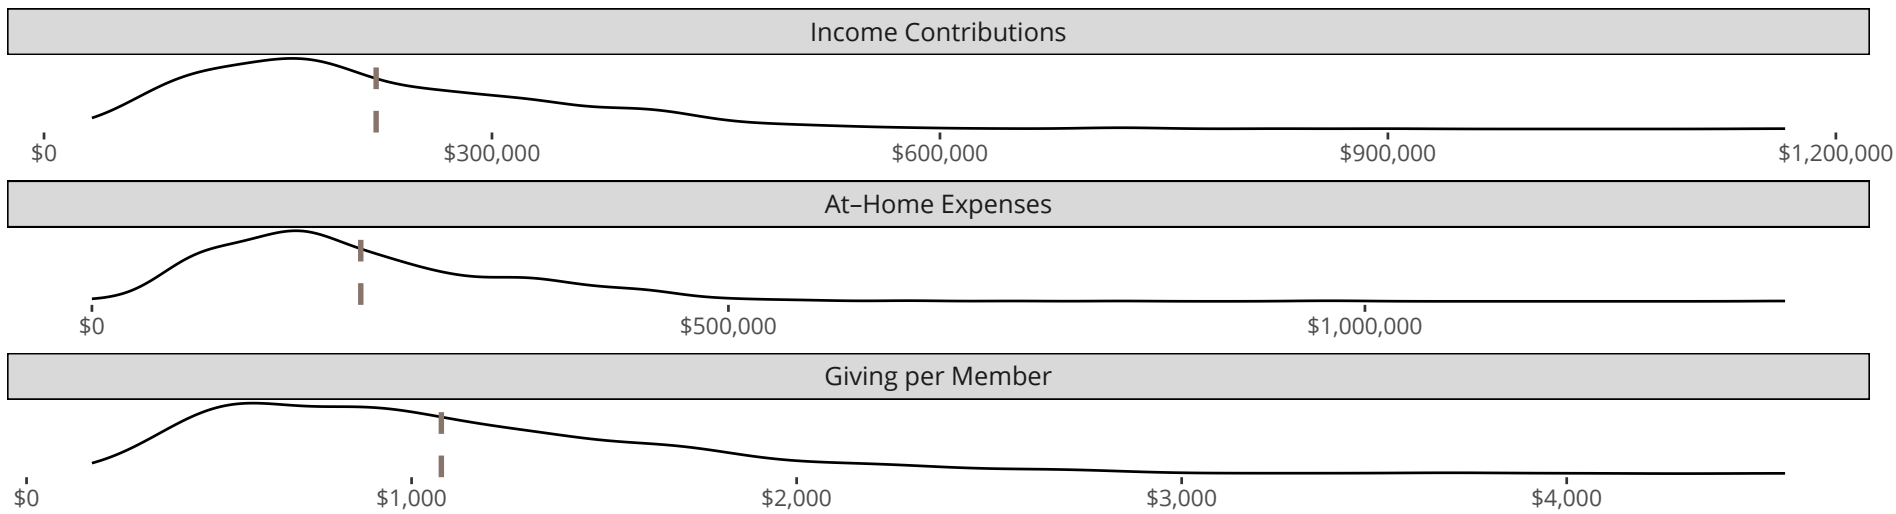 Income Contributions
$0 $300,000 $600,000 $900,000 $1,200,000
At–Home Expenses
$0 $500,000 $1,000,000
Giving per Member
$0 $1,000 $2,000 $3,000 $4,000